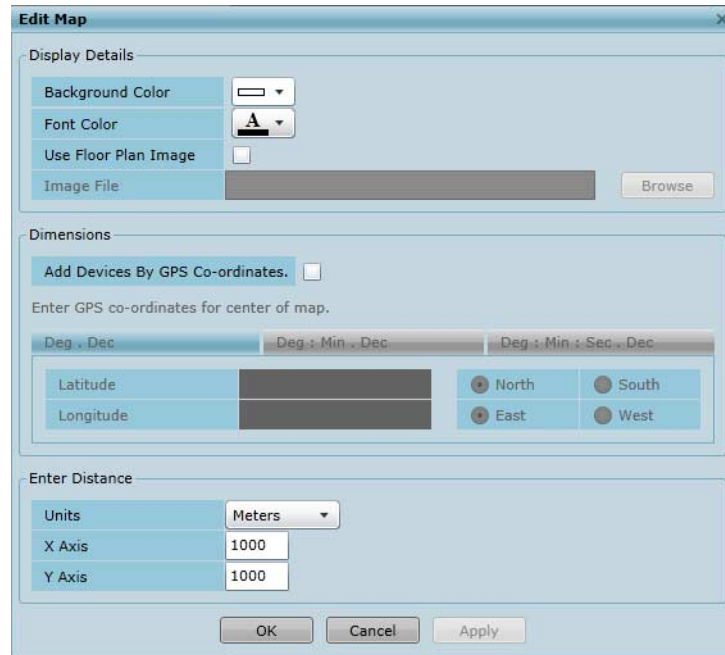 Edit Map
Display Details
Background Color
Font Color A
Use Floor Plan Image
Image File Browse
Dimensions
Add Devices By GPS Co-ordinates.
Enter GPS co-ordinates for center of map.
Deg . Dec Deg : Min . Dec Deg : Min : Sec . Dec
Latitude North South
Longitude East West
Enter Distance
Units Meters
X Axis 1000
Y Axis 1000
OK Cancel Apply